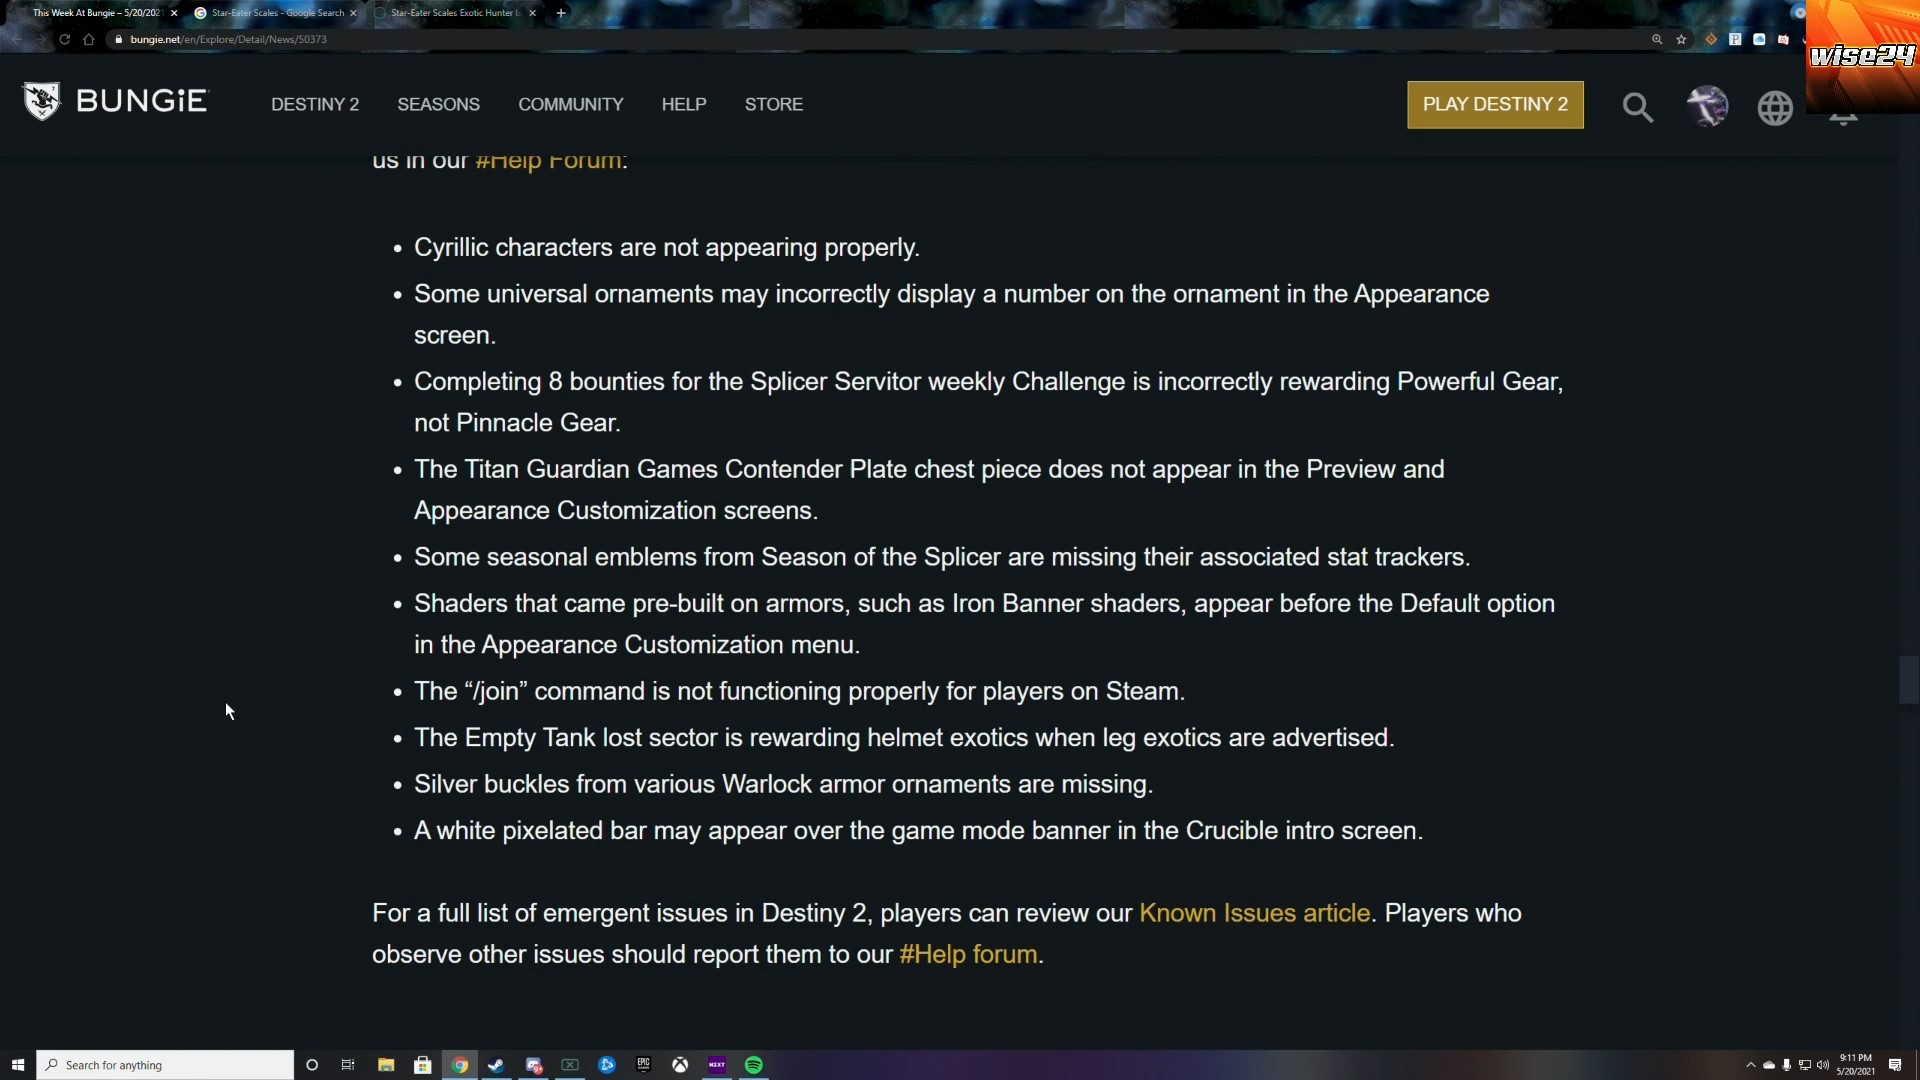 This Week At Bungie – 5/20/2021
Star-Eater Scales - Google Search
Star-Eater Scales Exotic Hunter
bungie.net/en/Explore/Detail/News/50373
wise24
BUNGiE
DESTINY 2
SEASONS
COMMUNITY
HELP
STORE
PLAY DESTINY 2
us in our #Help Forum:
• Cyrillic characters are not appearing properly.
• Some universal ornaments may incorrectly display a number on the ornament in the Appearance
screen.
• Completing 8 bounties for the Splicer Servitor weekly Challenge is incorrectly rewarding Powerful Gear,
not Pinnacle Gear.
• The Titan Guardian Games Contender Plate chest piece does not appear in the Preview and
Appearance Customization screens.
• Some seasonal emblems from Season of the Splicer are missing their associated stat trackers.
• Shaders that came pre-built on armors, such as Iron Banner shaders, appear before the Default option
in the Appearance Customization menu.
• The “/join” command is not functioning properly for players on Steam.
• The Empty Tank lost sector is rewarding helmet exotics when leg exotics are advertised.
• Silver buckles from various Warlock armor ornaments are missing.
• A white pixelated bar may appear over the game mode banner in the Crucible intro screen.
For a full list of emergent issues in Destiny 2, players can review our Known Issues article. Players who
observe other issues should report them to our #Help forum.
Search for anything
EPIC
NZXT
9:11 PM
5/20/2021